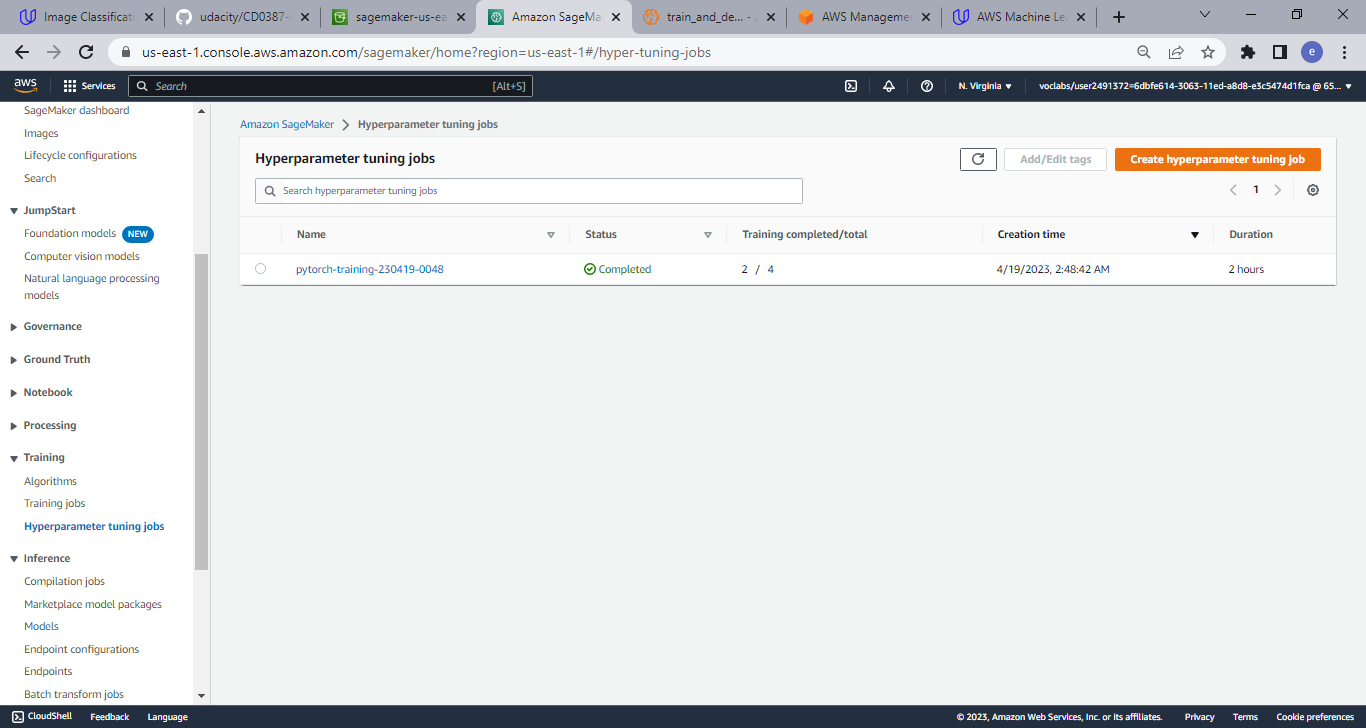 Image Classificati
udacity/CD0387-
sagemaker-us-ea
Amazon SageMa
train_and_de... -
AWS Managemen
AWS Machine Le
us-east-1.console.aws.amazon.com/sagemaker/home?region=us-east-1#/hyper-tuning-jobs
e
aws
Services
Search
[Alt+S]
N. Virginia
voclabs/user2491372=6dbfe614-3063-11ed-a8d8-e3c5474d1fca @ 65...
SageMaker dashboard
Images
Lifecycle configurations
Search
JumpStart
Foundation models NEW
Computer vision models
Natural language processing
models
Governance
Ground Truth
Notebook
Processing
Training
Algorithms
Training jobs
Hyperparameter tuning jobs
Inference
Compilation jobs
Marketplace model packages
Models
Endpoint configurations
Endpoints
Batch transform jobs
Amazon SageMaker > Hyperparameter tuning jobs
Hyperparameter tuning jobs
Add/Edit tags
Create hyperparameter tuning job
Search hyperparameter tuning jobs
1
Name Status Training completed/total Creation time Duration
pytorch-training-230419-0048 Completed 2 / 4 4/19/2023, 2:48:42 AM 2 hours
CloudShell Feedback Language
© 2023, Amazon Web Services, Inc. or its affiliates. Privacy Terms Cookie preferences